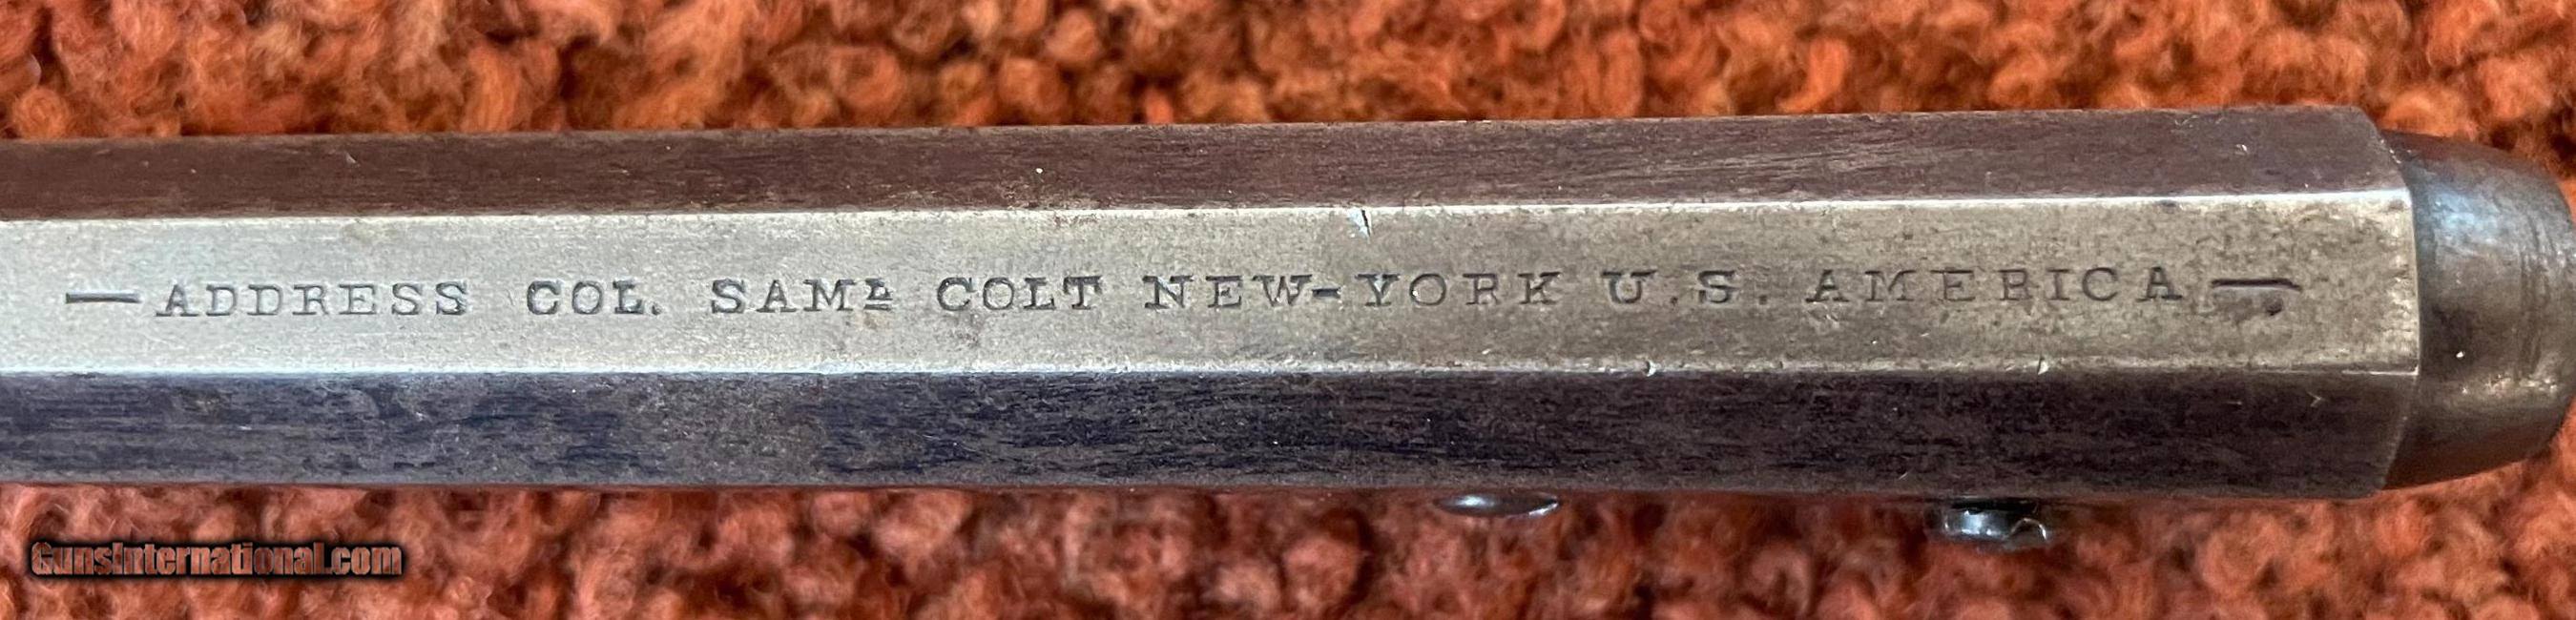 —ADDRESS COL. SAMˡ COLT NEW-YORK U.S. AMERICA—
GunsInternational.com